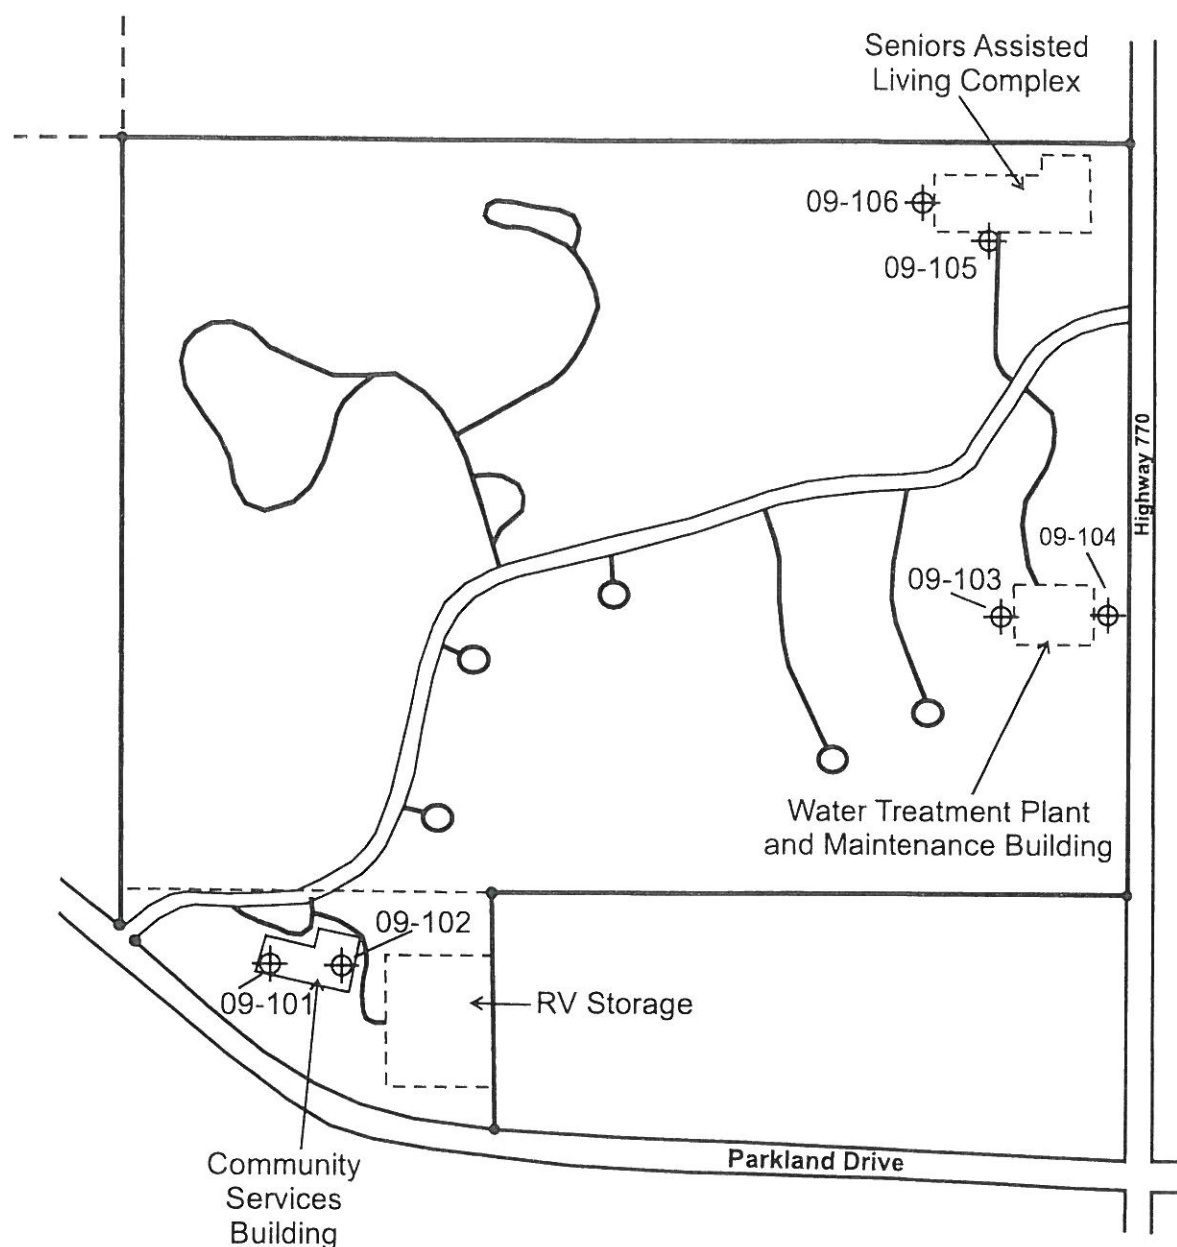 Seniors Assisted
Living Complex
09-106
09-105
Highway 770
09-104
09-103
Water Treatment Plant
and Maintenance Building
09-102
09-101
RV Storage
Parkland Drive
Community
Services
Building